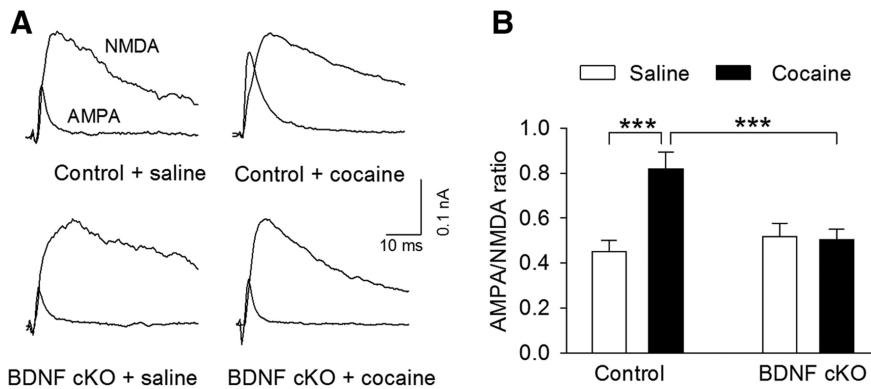 A
NMDA
AMPA
Control + saline
Control + cocaine
0.1 nA
10 ms
BDNF cKO + saline
BDNF cKO + cocaine
B
Saline
Cocaine
*** ***
AMPA/NMDA ratio
1.0
0.8
0.6
0.4
0.2
0.0
Control
BDNF cKO